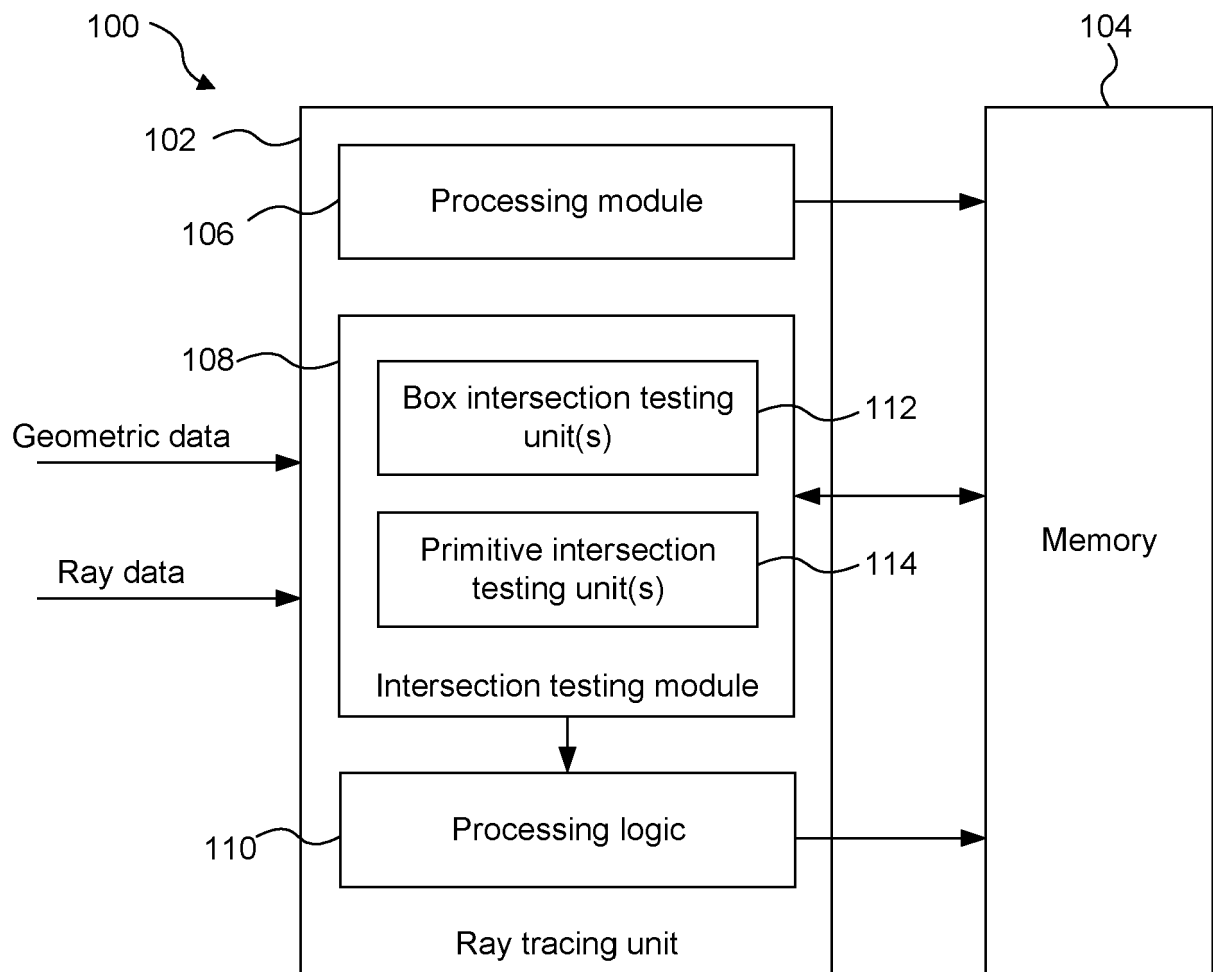 100
104
102
Processing module
106
108
Box intersection testing
unit(s)
112
Geometric data
Primitive intersection
testing unit(s)
114
Memory
Ray data
Intersection testing module
Processing logic
110
Ray tracing unit